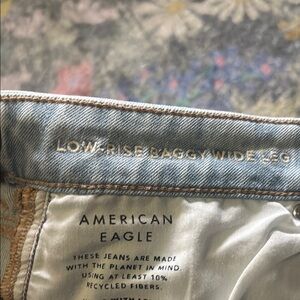 LOW-RISE BAGGY WIDE LEG
AMERICAN
EAGLE
THESE JEANS ARE MADE
WITH THE PLANET IN MIND,
USING AT LEAST 10%
RECYCLED FIBERS.
WITH